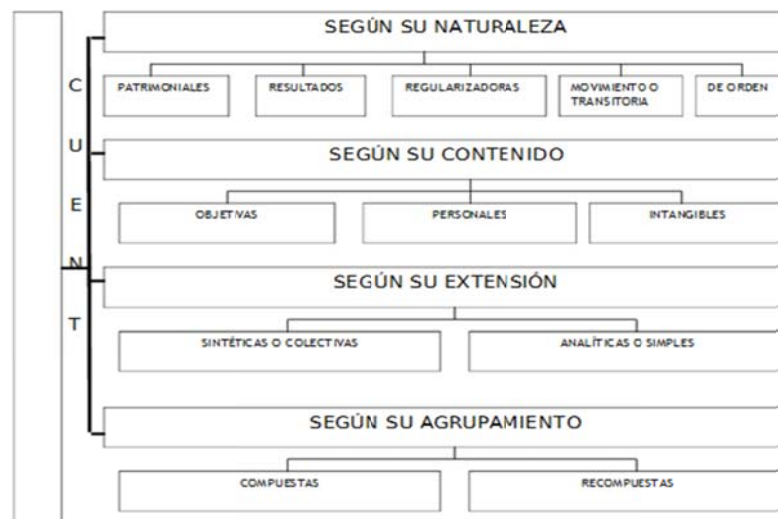 SEGÚN SU NATURALEZA
PATRIMONIALES
RESULTADOS
REGULARIZADORAS
MOVIMIENTO O
TRANSITORIA
DE ORDEN
SEGÚN SU CONTENIDO
OBJETIVAS
PERSONALES
INTANGIBLES
SEGÚN SU EXTENSIÓN
SINTÉTICAS O COLECTIVAS
ANALÍTICAS O SIMPLES
SEGÚN SU AGRUPAMIENTO
COMPUESTAS
RECOMPUESTAS
C
U
E
N
T